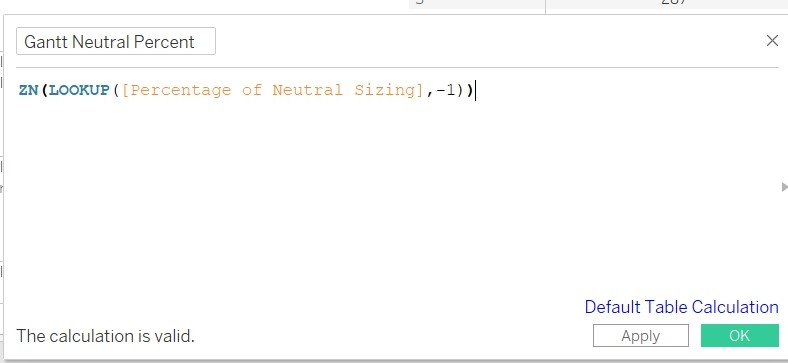 Gantt Neutral Percent
ZN(LOOKUP([Percentage of Neutral Sizing],-1))
Default Table Calculation
The calculation is valid.
Apply
OK